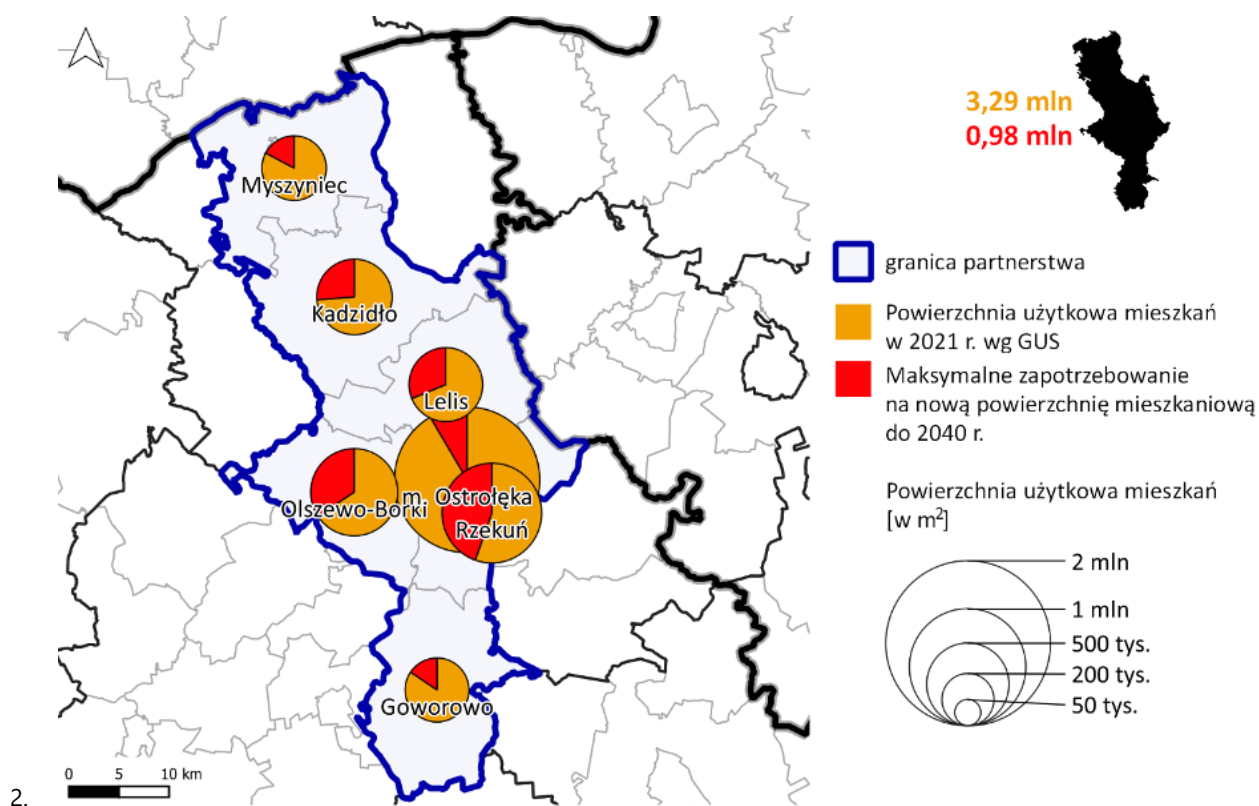 3,29 mln
0,98 mln
Myszyniec
Kadzidło
Lelis
Olszewo-Borki
m. Ostrołęka
Rzekuń
Goworowo
granica partnerstwa
Powierzchnia użytkowa mieszkań
w 2021 r. wg GUS
Maksymalne zapotrzebowanie
na nową powierzchnię mieszkaniową
do 2040 r.
Powierzchnia użytkowa mieszkań
[w m²]
2 mln
1 mln
500 tys.
200 tys.
50 tys.
0 5 10 km
2.